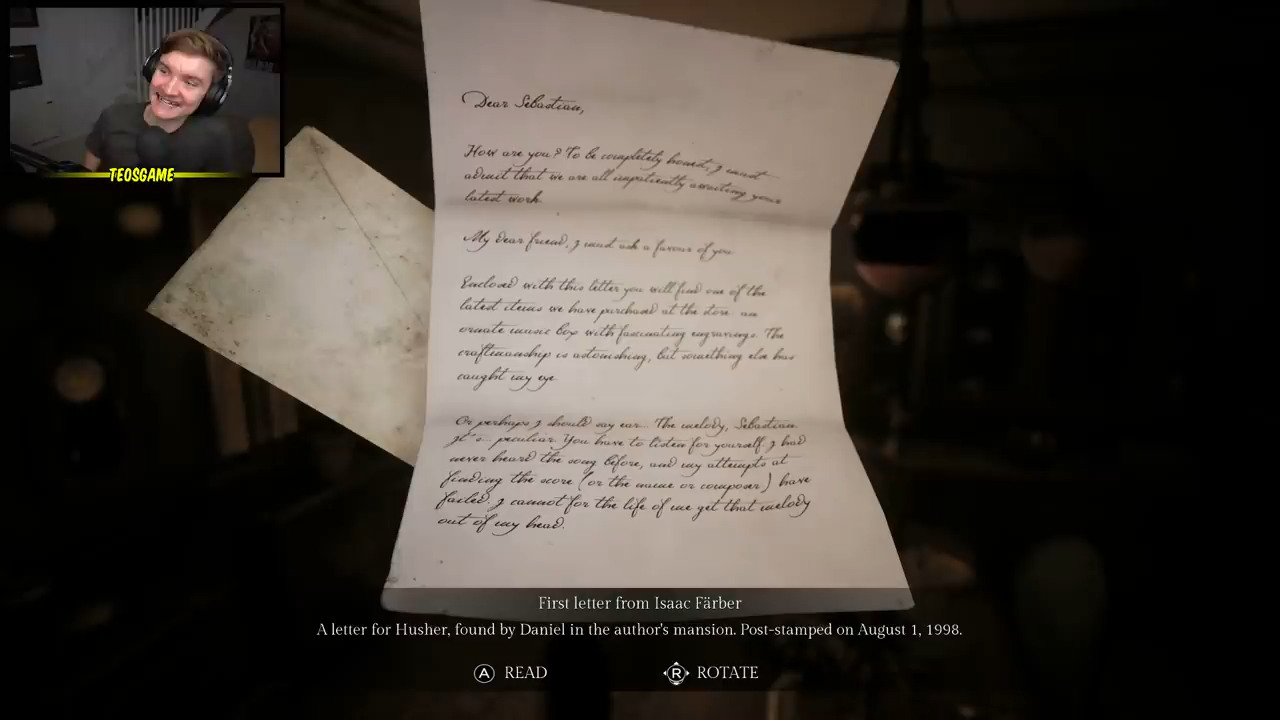 TEOSGAME
Dear Sebastian,
How are you? To be completely honest, I must
admit that we are all impatiently awaiting your
latest work.
My dear friend, I must ask a favour of you.
Enclosed with this letter you will find one of the
latest items we have purchased at the store: an
ornate music box with fascinating engravings. The
craftmanship is astonishing, but something else has
caught my eye.
Or perhaps I should say ear... The melody, Sebastian.
It's... peculiar. You have to listen for yourself. I had
never heard the song before, and my attempts at
finding the score (or the name or composer) have
failed. I cannot for the life of me get that melody
out of my head.
First letter from Isaac Färber
A letter for Husher, found by Daniel in the author's mansion. Post-stamped on August 1, 1998.
A READ R ROTATE